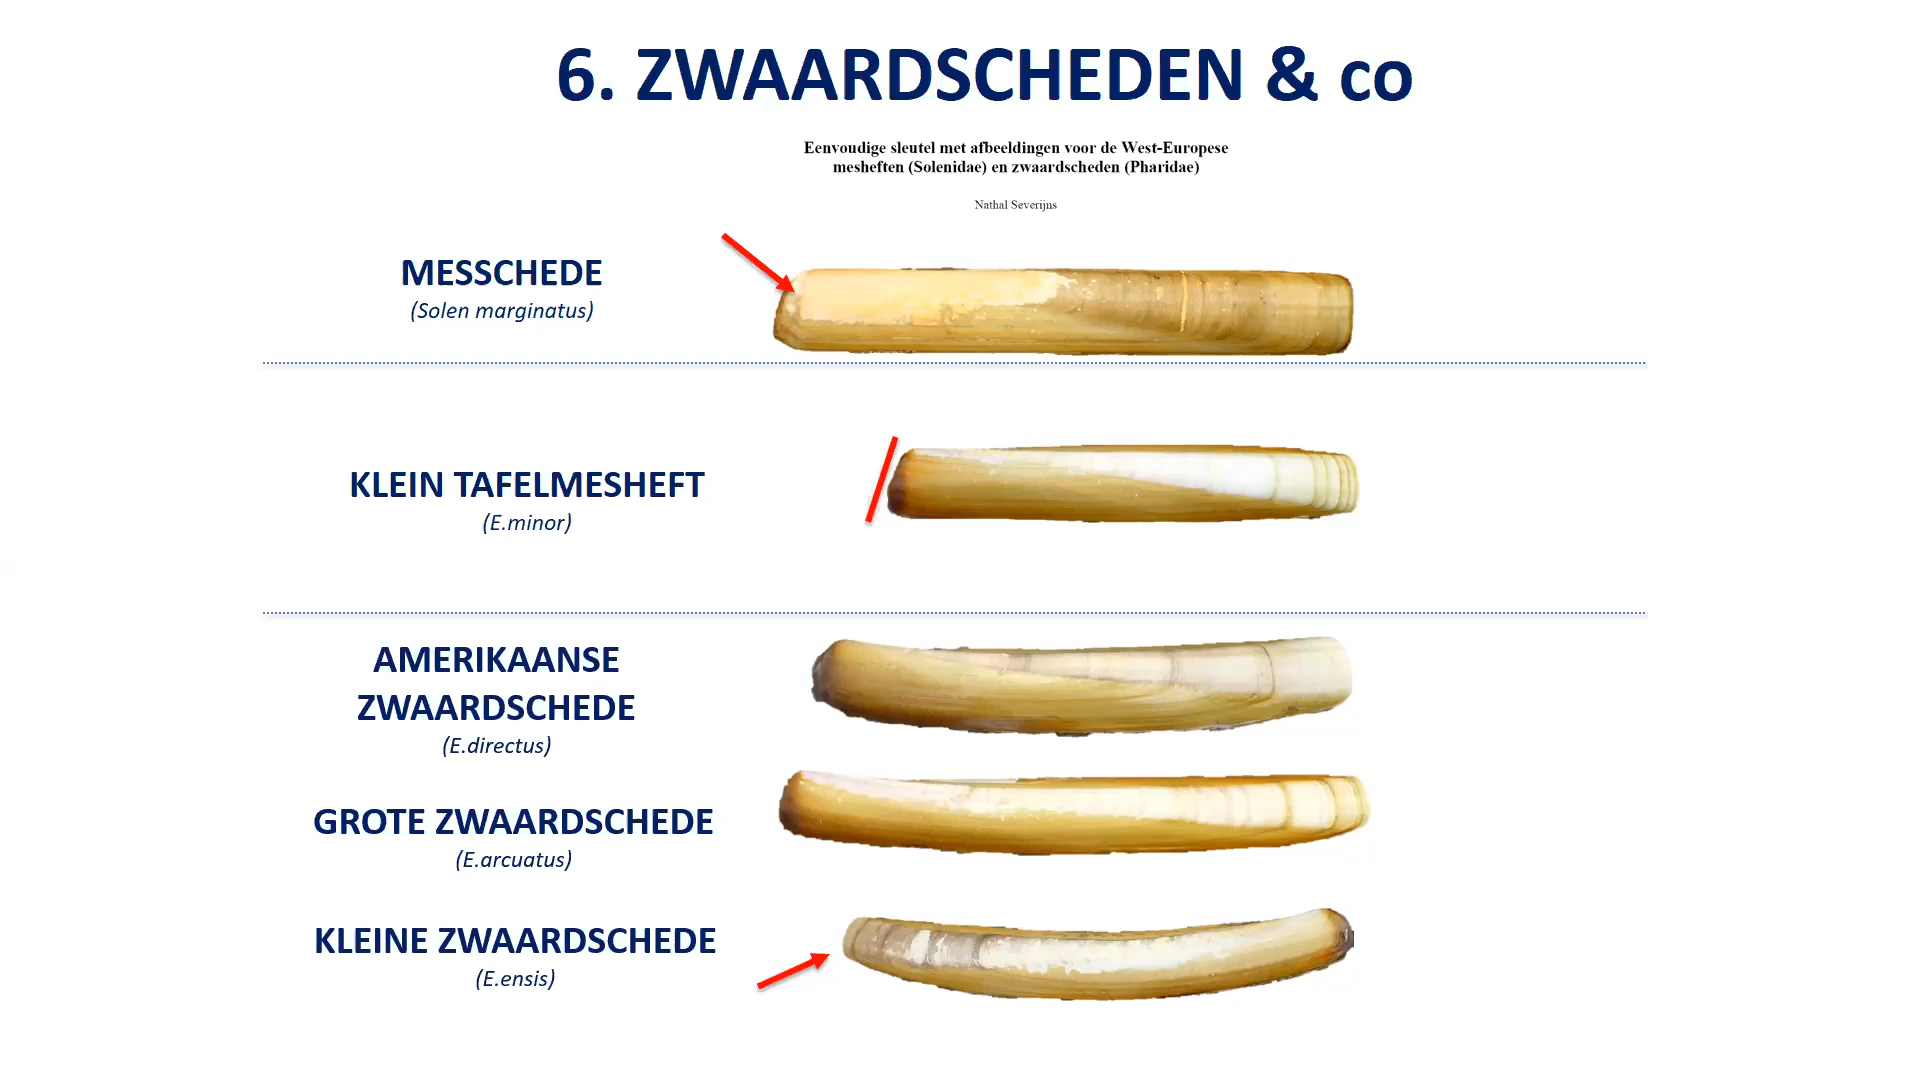 6. ZWAARDSCHEDEN & co
Eenvoudige sleutel met afbeeldingen voor de West-Europese
mesheften (Solenidae) en zwaardscheden (Pharidae)
Nathal Severijns
MESSCHEDE
(Solen marginatus)
KLEIN TAFELMESHEFT
(E.minor)
AMERIKAANSE
ZWAARDSCHEDE
(E.directus)
GROTE ZWAARDSCHEDE
(E.arcuatus)
KLEINE ZWAARDSCHEDE
(E.ensis)